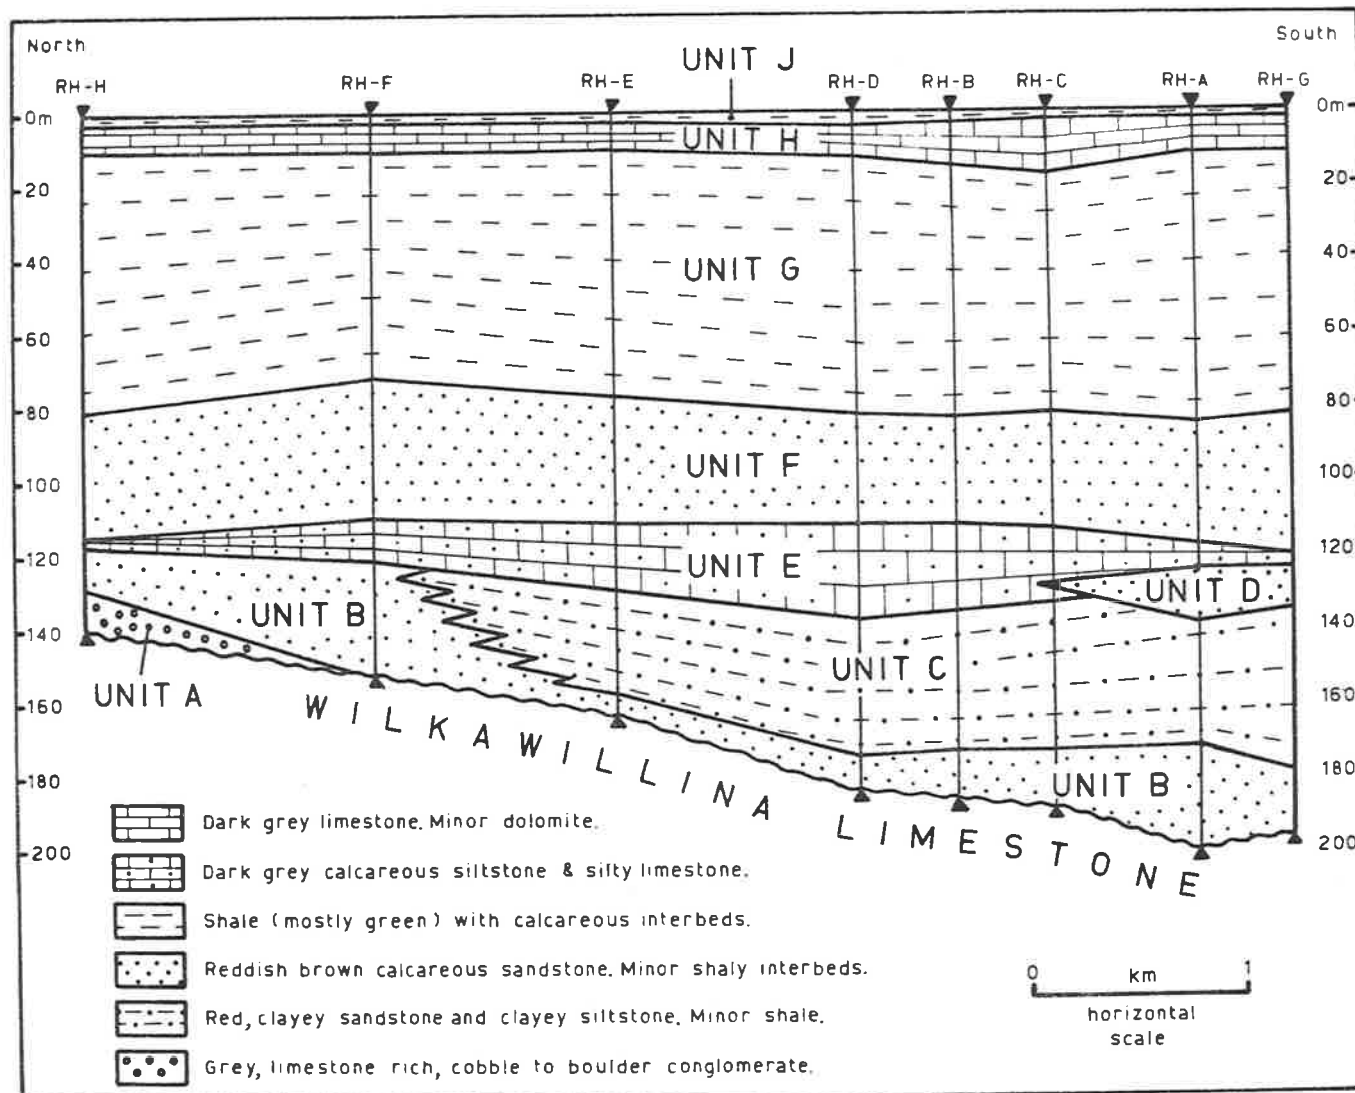 North
South
UNIT J
RH-H RH-F RH-E RH-D RH-B RH-C RH-A RH-G
0m 0m
UNIT H
20 20
UNIT G
40 40
60 60
80 80
UNIT F
100 100
120 120
UNIT E
UNIT D
UNIT B
140 140
UNIT C
UNIT A
160 160
WILKAWILLINA LIMESTONE
180 180
UNIT B
200 200
Dark grey limestone. Minor dolomite.
Dark grey calcareous siltstone & silty limestone.
Shale (mostly green) with calcareous interbeds.
Reddish brown calcareous sandstone. Minor shaly interbeds.
Red, clayey sandstone and clayey siltstone. Minor shale.
Grey, limestone rich, cobble to boulder conglomerate.
0 km 1
horizontal
scale